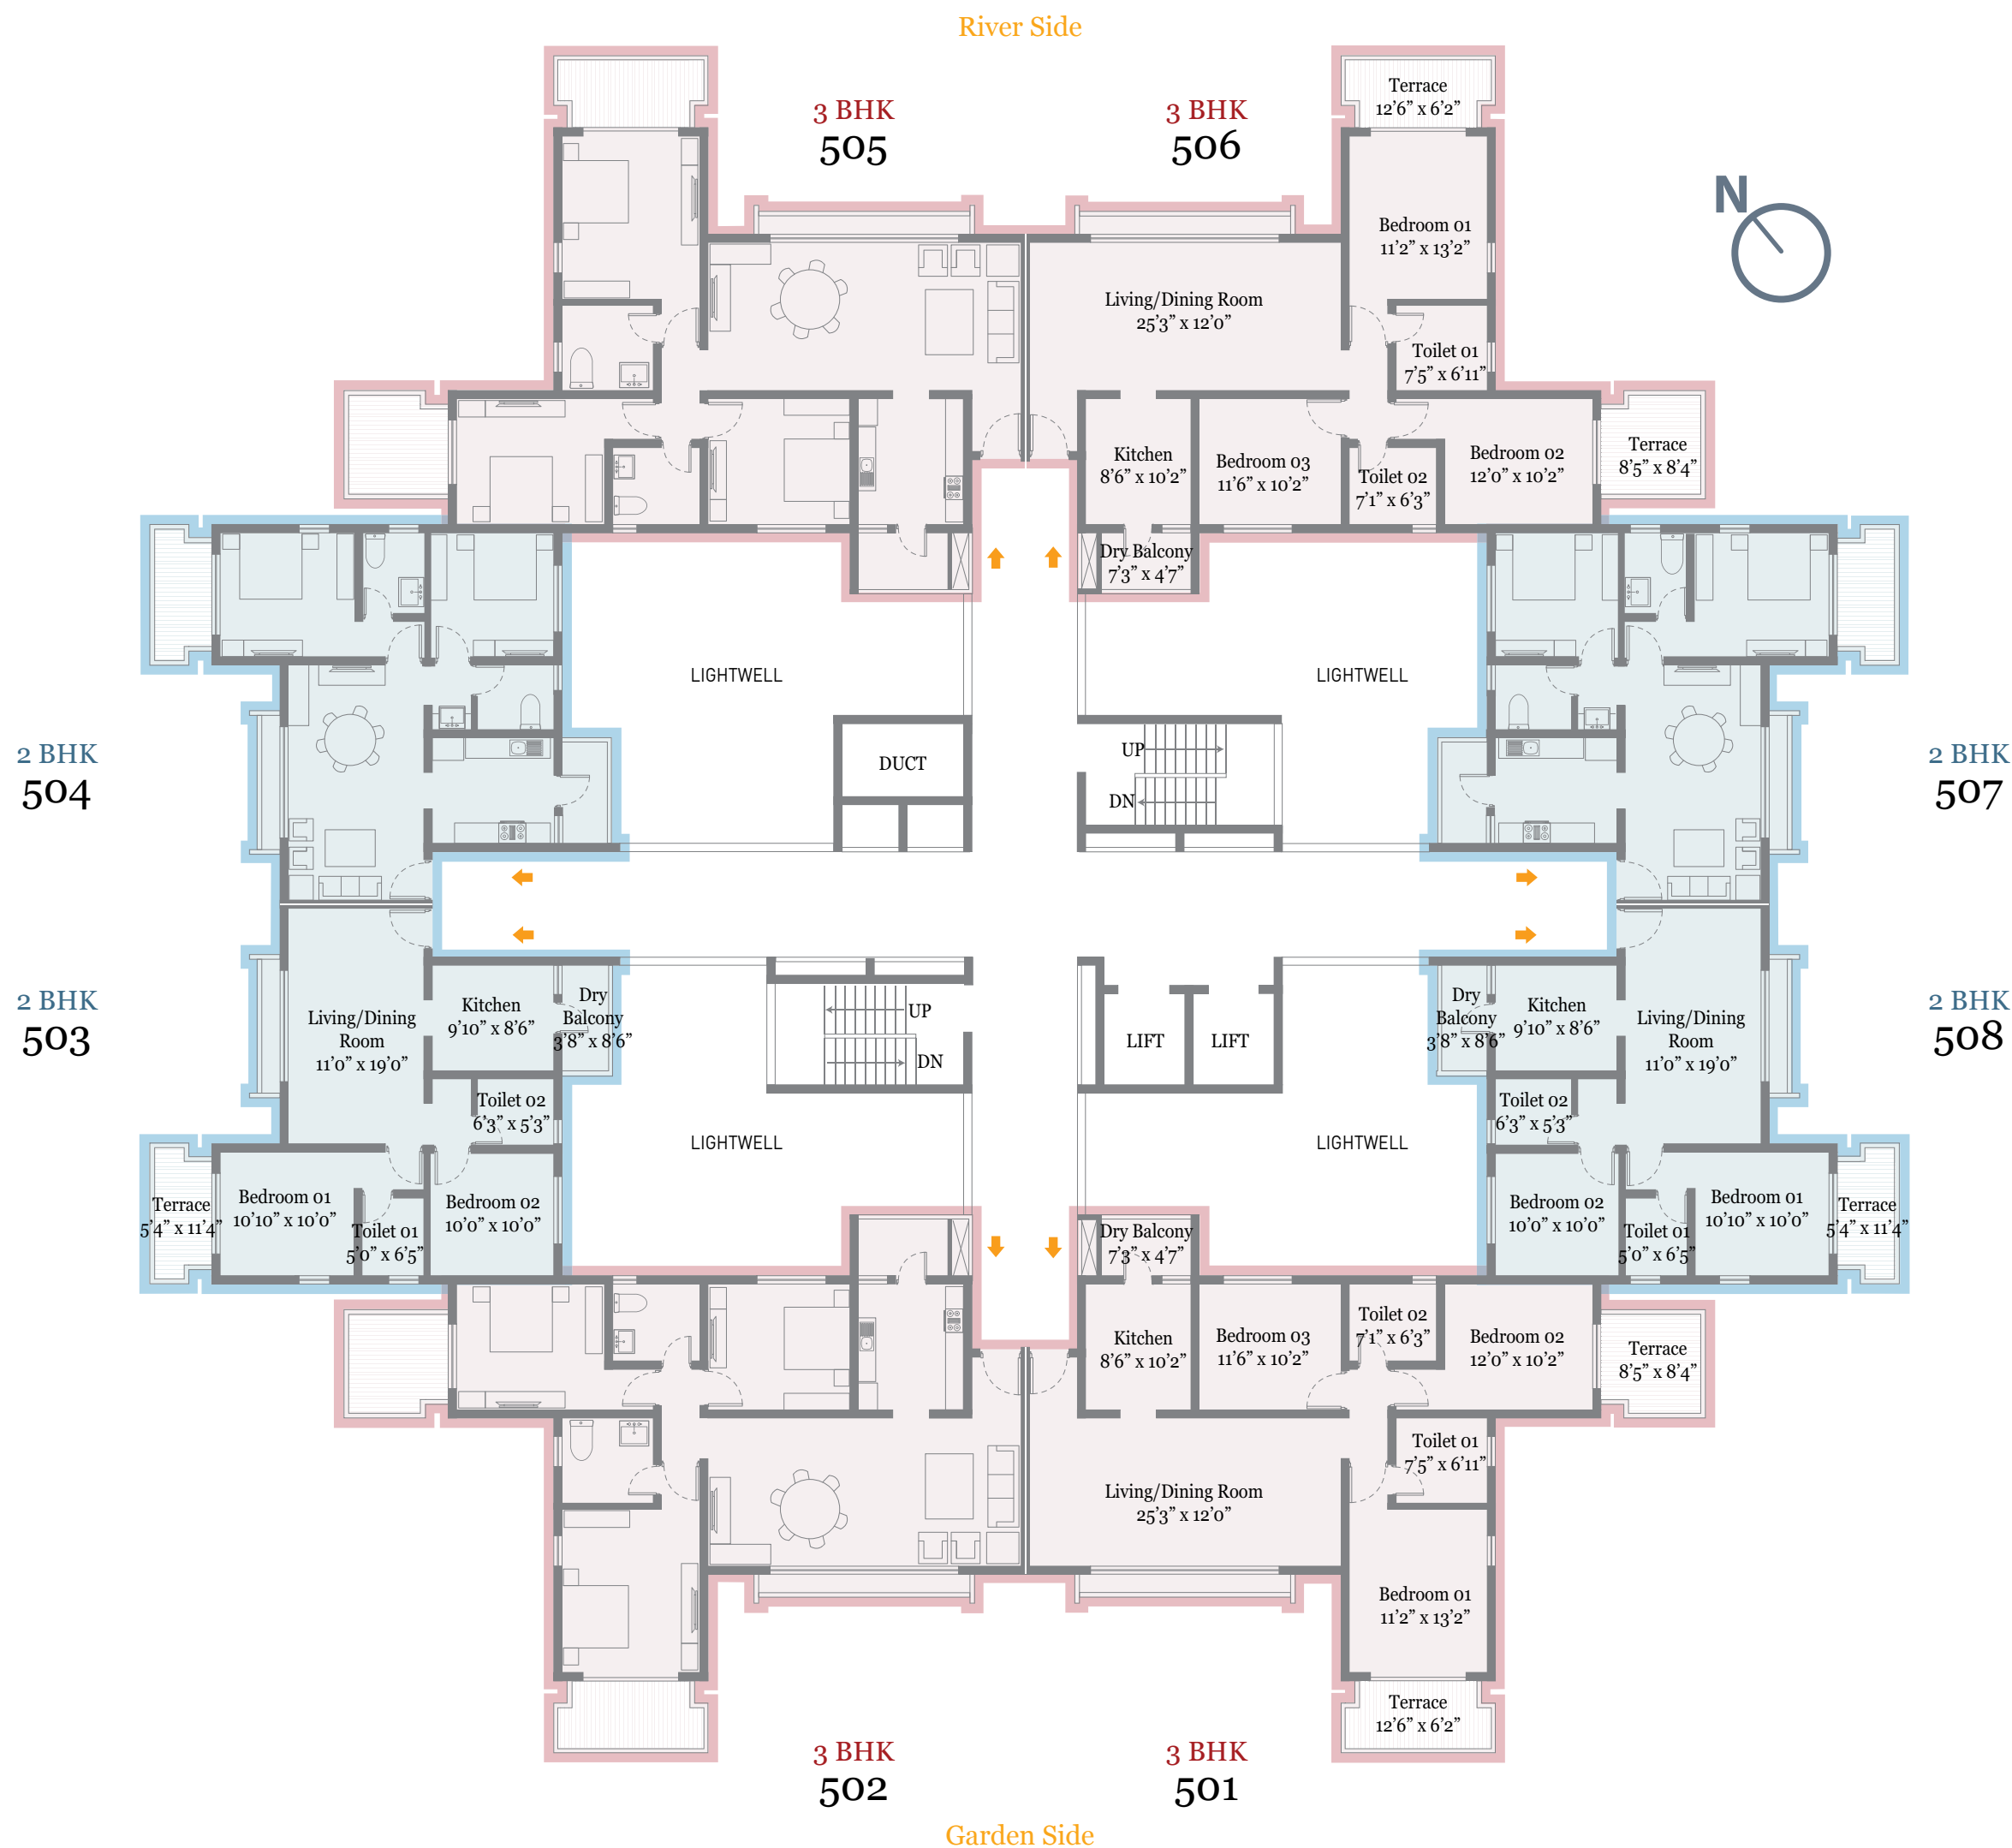 River Side
3 BHK
505
3 BHK
506
N
Terrace
12’6” x 6’2”
Bedroom 01
11’2” x 13’2”
Living/Dining Room
25’3” x 12’0”
Toilet 01
7’5” x 6’11”
Kitchen
8’6” x 10’2”
Bedroom 03
11’6” x 10’2”
Toilet 02
7’1” x 6’3”
Bedroom 02
12’0” x 10’2”
Terrace
8’5” x 8’4”
Dry Balcony
7’3” x 4’7”
LIGHTWELL
LIGHTWELL
2 BHK
504
DUCT
UP
DN
2 BHK
507
2 BHK
503
Living/Dining
Room
11’0” x 19’0”
Kitchen
9’10” x 8’6”
Dry
Balcony
3’8” x 8’6”
UP
DN
LIFT
LIFT
Dry
Balcony
3’8” x 8’6”
Kitchen
9’10” x 8’6”
Living/Dining
Room
11’0” x 19’0”
2 BHK
508
Toilet 02
6’3” x 5’3”
Toilet 02
6’3” x 5’3”
LIGHTWELL
LIGHTWELL
Terrace
5’4” x 11’4”
Bedroom 01
10’10” x 10’0”
Toilet 01
5’0” x 6’5”
Bedroom 02
10’0” x 10’0”
Bedroom 02
10’0” x 10’0”
Toilet 01
5’0” x 6’5”
Bedroom 01
10’10” x 10’0”
Terrace
5’4” x 11’4”
Dry Balcony
7’3” x 4’7”
Kitchen
8’6” x 10’2”
Bedroom 03
11’6” x 10’2”
Toilet 02
7’1” x 6’3”
Bedroom 02
12’0” x 10’2”
Terrace
8’5” x 8’4”
Toilet 01
7’5” x 6’11”
Living/Dining Room
25’3” x 12’0”
Bedroom 01
11’2” x 13’2”
Terrace
12’6” x 6’2”
3 BHK
502
3 BHK
501
Garden Side